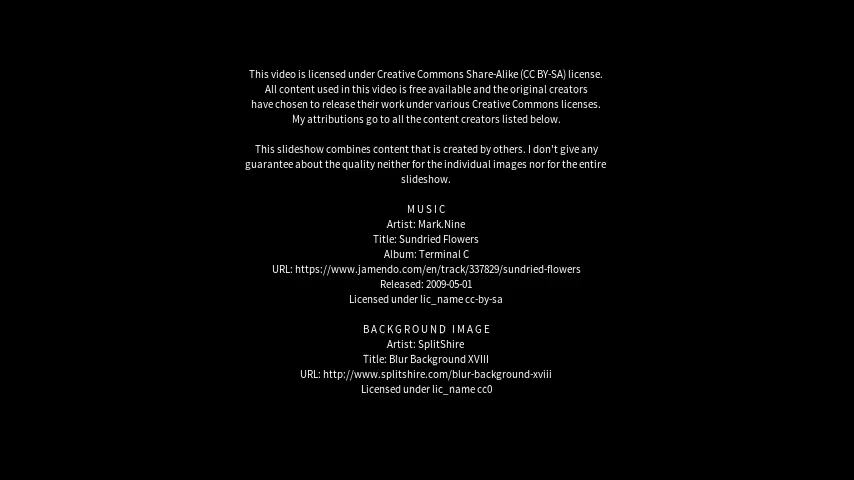 This video is licensed under Creative Commons Share-Alike (CC BY-SA) license.
All content used in this video is free available and the original creators
have chosen to release their work under various Creative Commons licenses.
My attributions go to all the content creators listed below.
This slideshow combines content that is created by others. I don't give any
guarantee about the quality neither for the individual images nor for the entire
slideshow.
MUSIC
Artist: Mark.Nine
Title: Sundried Flowers
Album: Terminal C
URL: https://www.jamendo.com/en/track/337829/sundried-flowers
Released: 2009-05-01
Licensed under lic_name cc-by-sa
BACKGROUND IMAGE
Artist: SplitShire
Title: Blur Background XVIII
URL: http://www.splitshire.com/blur-background-xviii
Licensed under lic_name cc0